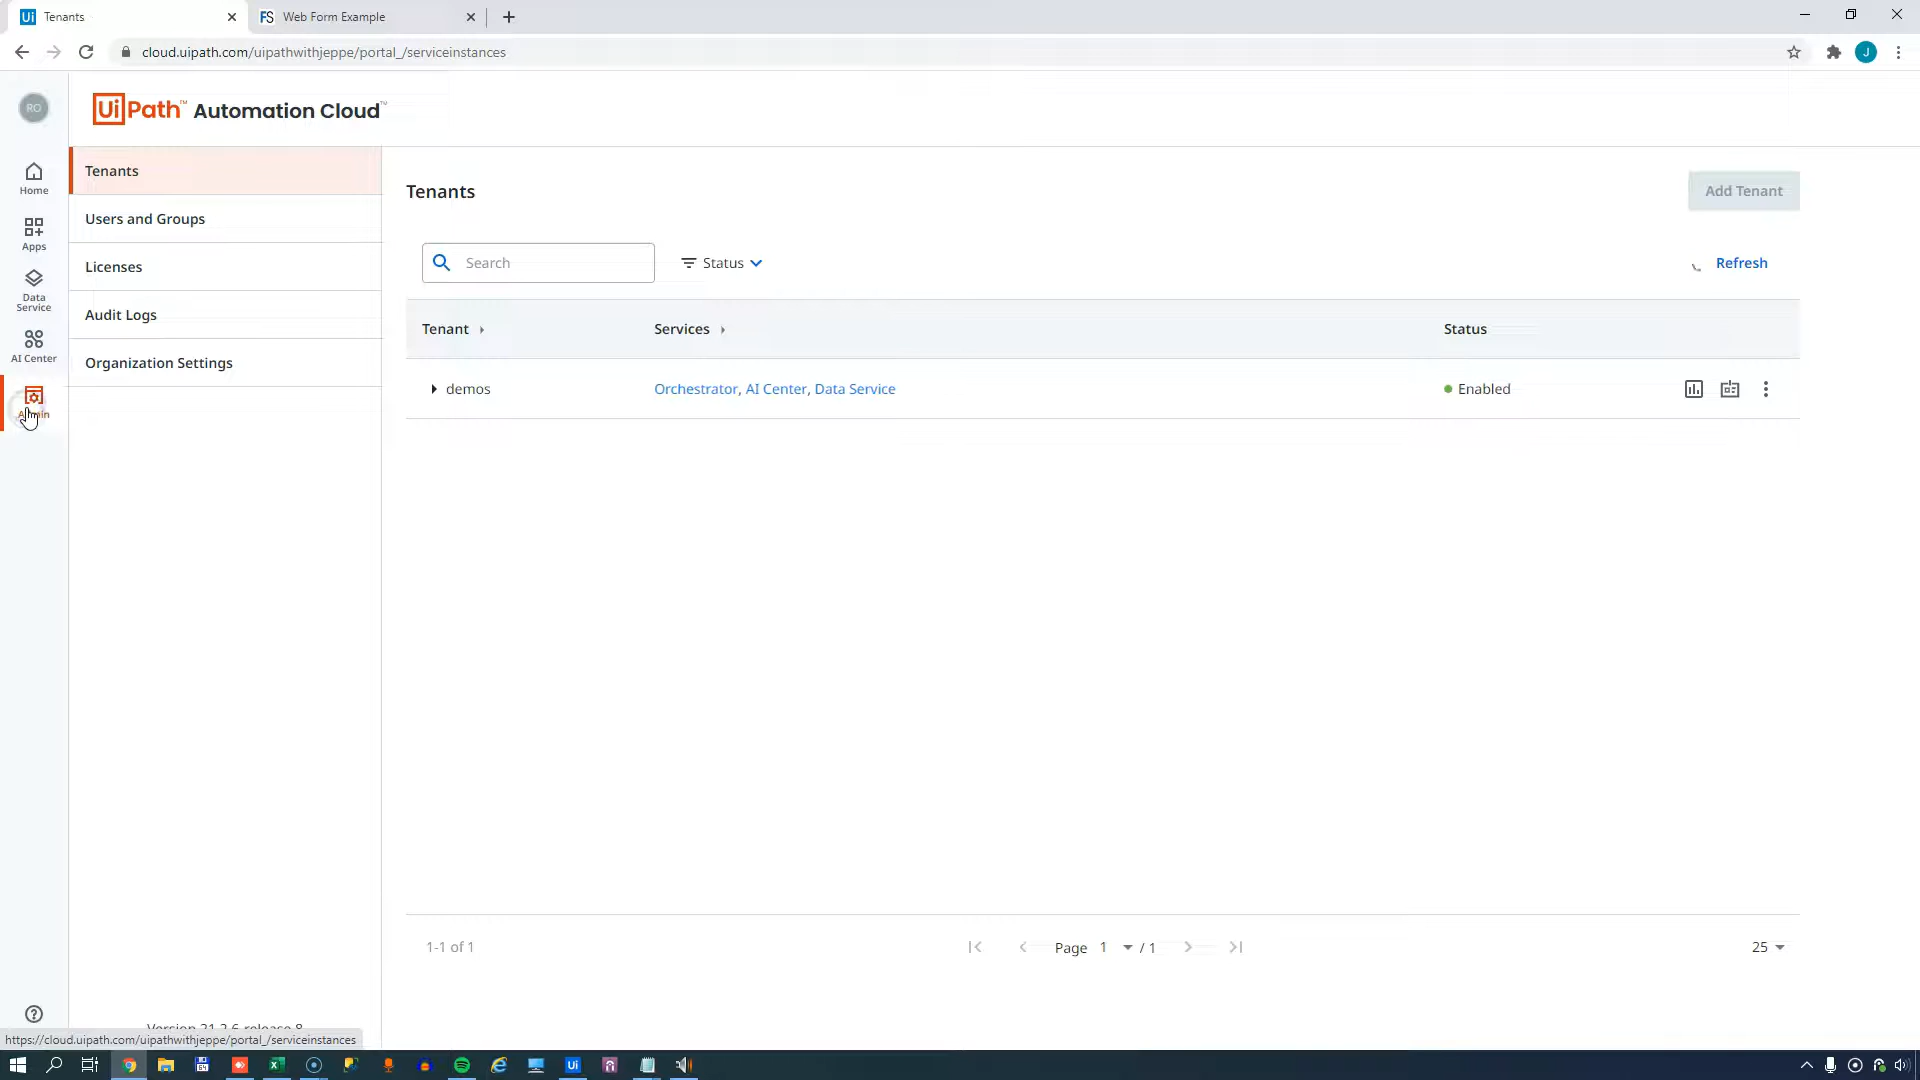 Tenants
FS Web Form Example
cloud.uipath.com/uipathwithjeppe/portal_/serviceinstances
J
RO
UiPath™ Automation Cloud™
Home
Apps
Data Service
AI Center
Admin
Tenants
Users and Groups
Licenses
Audit Logs
Organization Settings
Tenants
Add Tenant
Search
Status
Refresh
Tenant
Services
Status
demos
Orchestrator, AI Center, Data Service
Enabled
1-1 of 1
Page 1 / 1
25
Version 21.2.6-release.8
https://cloud.uipath.com/uipathwithjeppe/portal_/serviceinstances